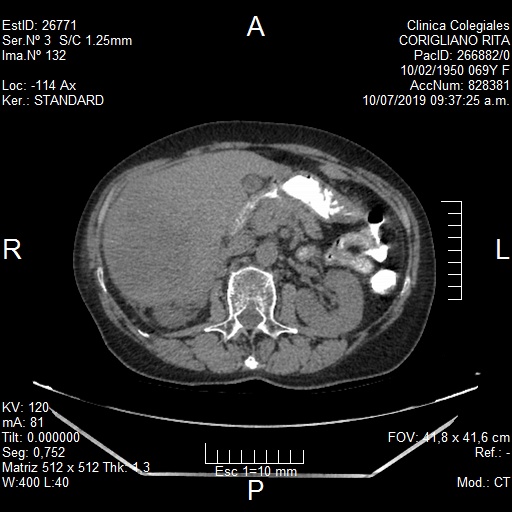 EstID: 26771
Ser.Nº 3 S/C 1.25mm
Ima.Nº 132
Loc: -114 Ax
Ker.: STANDARD
A
Clinica Colegiales
CORIGLIANO RITA
PacID: 266882/0
10/02/1950 069Y F
AccNum: 828381
10/07/2019 09:37:25 a.m.
R
L
KV: 120
mA: 81
Tilt: 0.000000
Seg: 0,752
Matriz 512 x 512 Thk: 1.3
W:400 L:40
Esc 1=10 mm
P
FOV: 41,8 x 41,6 cm
Ref.: -
Mod.: CT